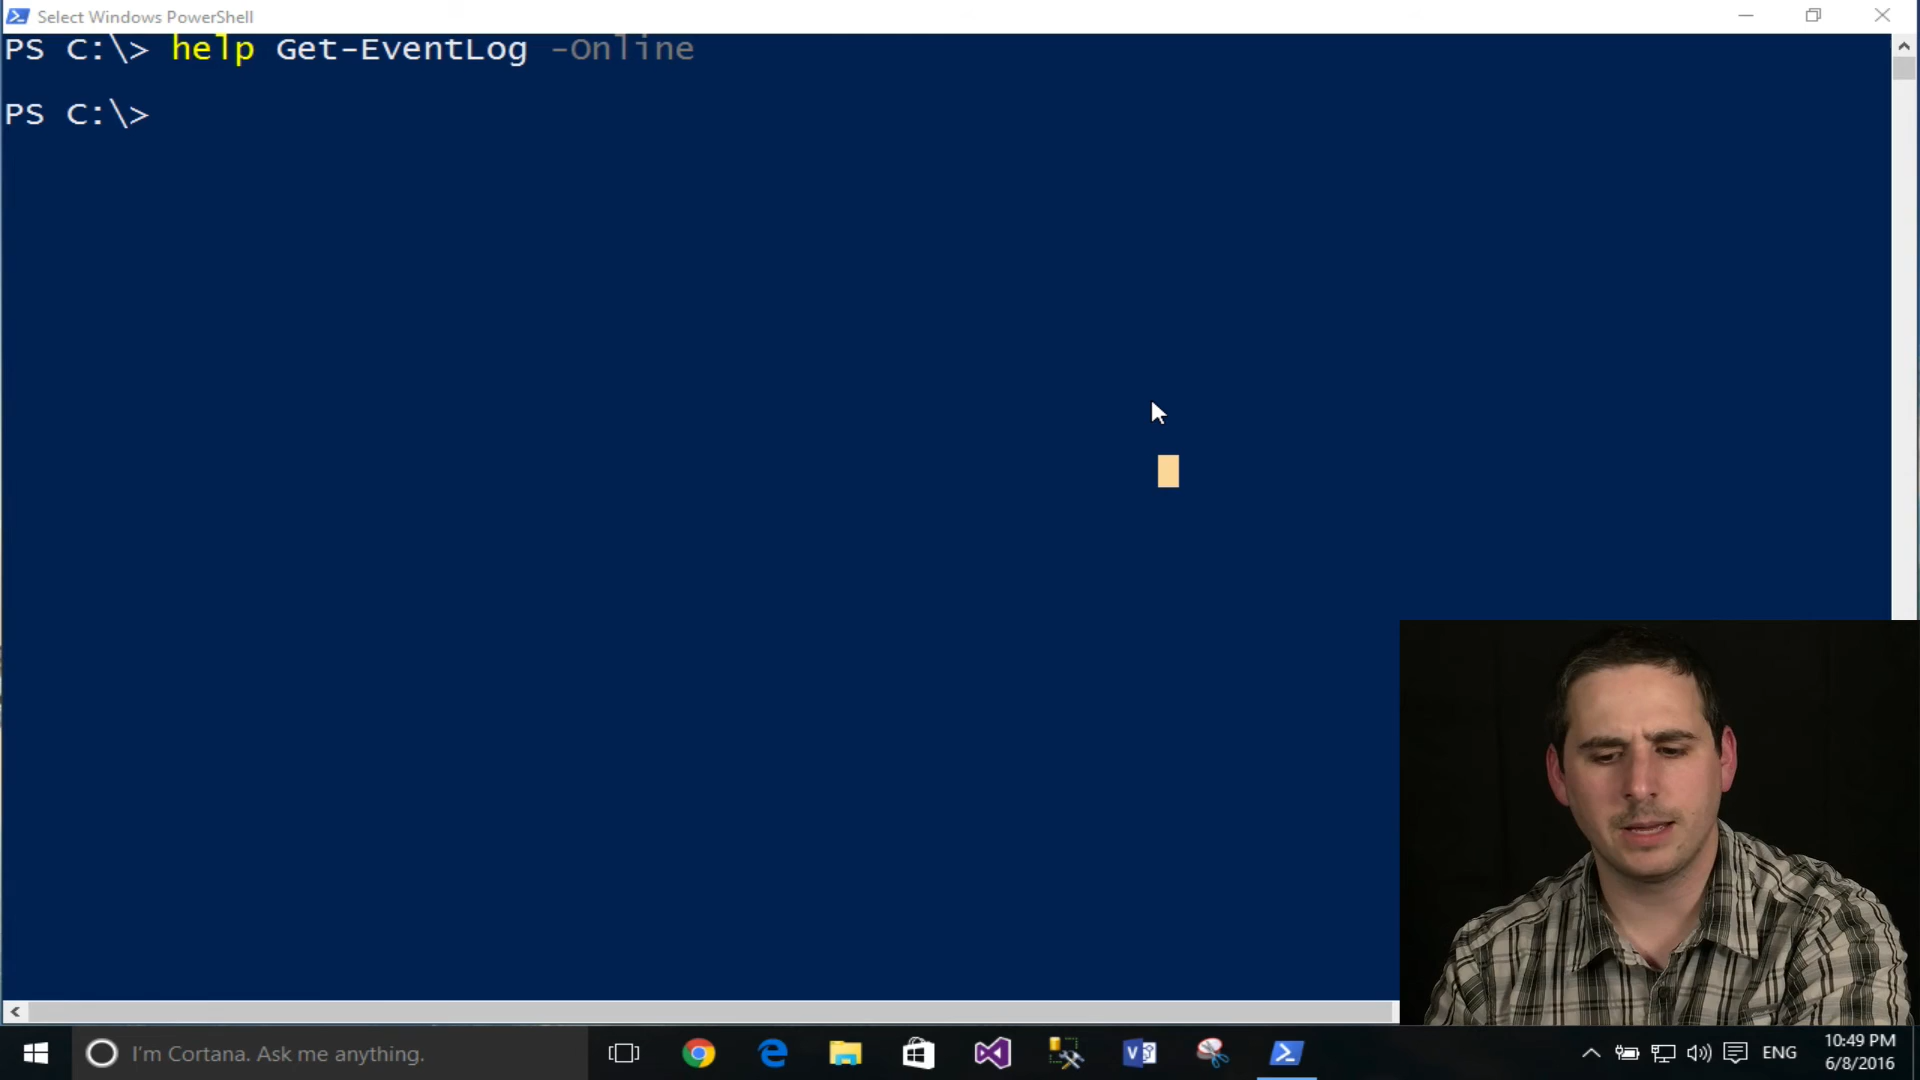 Select Windows PowerShell
PS C:\> help Get-EventLog -Online
PS C:\>
I'm Cortana. Ask me anything.
ENG
10:49 PM
6/8/2016